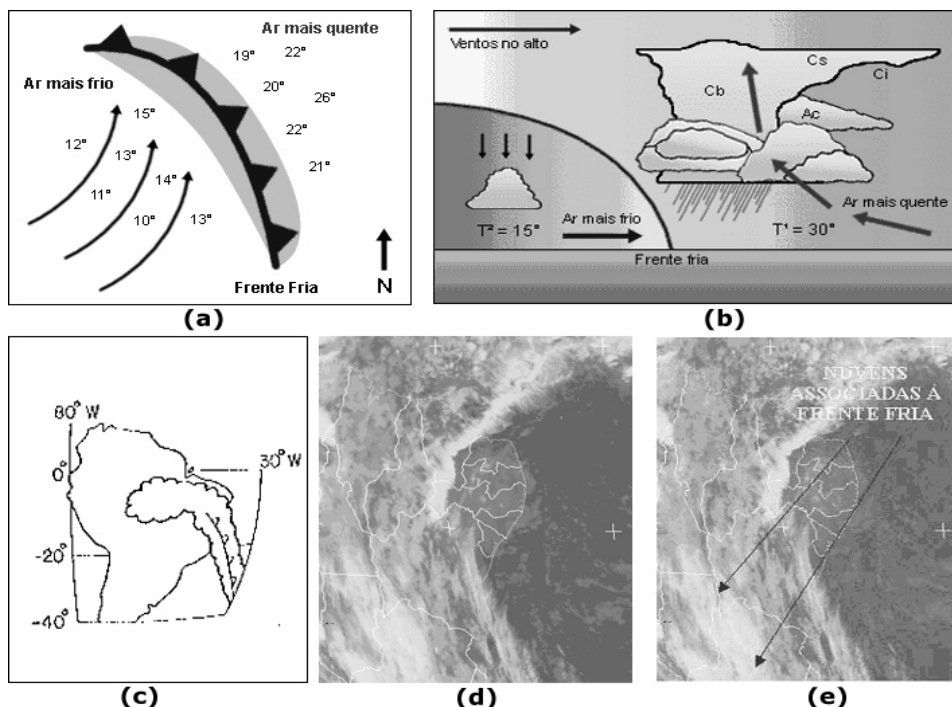 Ar mais quente
Ar mais frio
19° 22°
20°
26°
22°
21°
15°
12° 13°
14°
11° 10° 13°
Frente Fria
N
(a)
Ventos no alto
Cs
Ci
Cb
Ac
Ar mais quente
Ar mais frio
T² = 15°
T¹ = 30°
Frente fria
(b)
80° W
30° W
0°
0°
-20°
-40°
(c)
(d)
NUVENS
ASSOCIADAS À
FRENTE FRIA
(e)